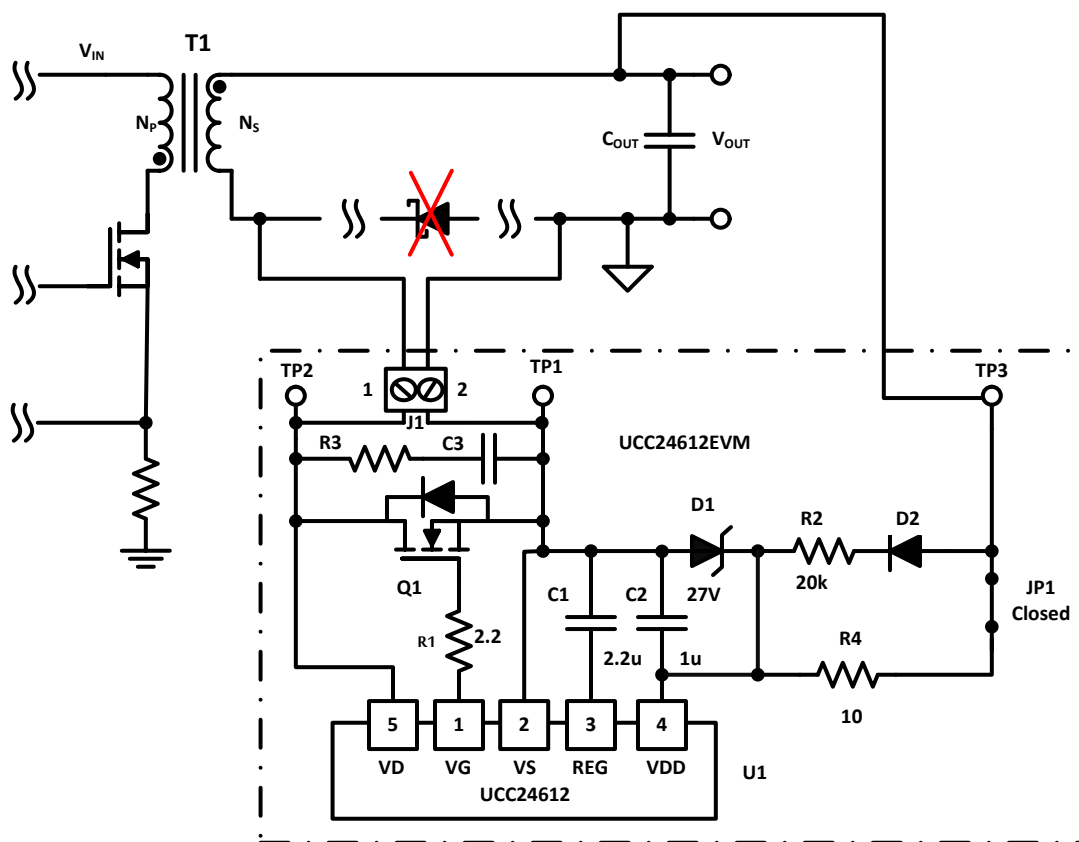 T1
V_IN
N_P
N_S
C_OUT
V_OUT
TP2
1
2
TP1
TP3
J1
R3
C3
UCC24612EVM
D1
R2
D2
Q1
C1
C2
27V
20k
JP1
Closed
R1
2.2
2.2u
1u
R4
10
5
1
2
3
4
VD
VG
VS
REG
VDD
U1
UCC24612